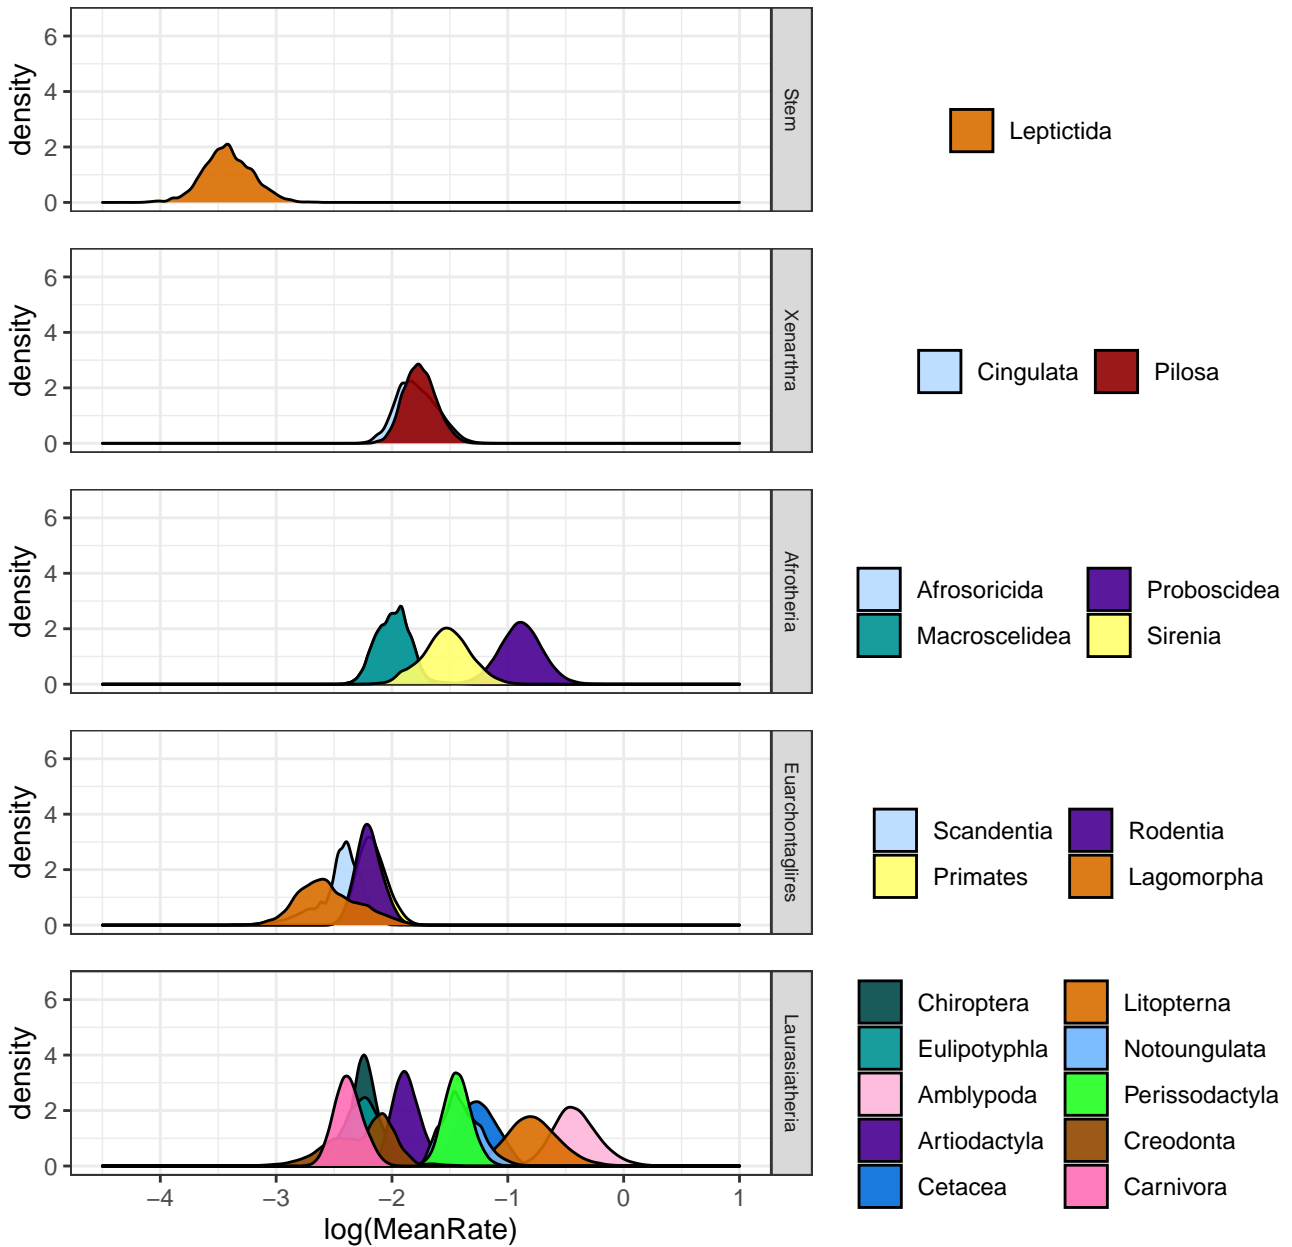 density
6
4
2
0
Stem
Leptictida
density
6
4
2
0
Xenarthra
Cingulata
Pilosa
density
6
4
2
0
Afrotheria
Afrosoricida
Proboscidea
Macroscelidea
Sirenia
density
6
4
2
0
Euarchontaglires
Scandentia
Rodentia
Primates
Lagomorpha
density
6
4
2
0
Laurasiatheria
Chiroptera
Litopterna
Eulipotyphla
Notoungulata
Amblypoda
Perissodactyla
Artiodactyla
Creodonta
Cetacea
Carnivora
−4 −3 −2 −1 0 1
log(MeanRate)